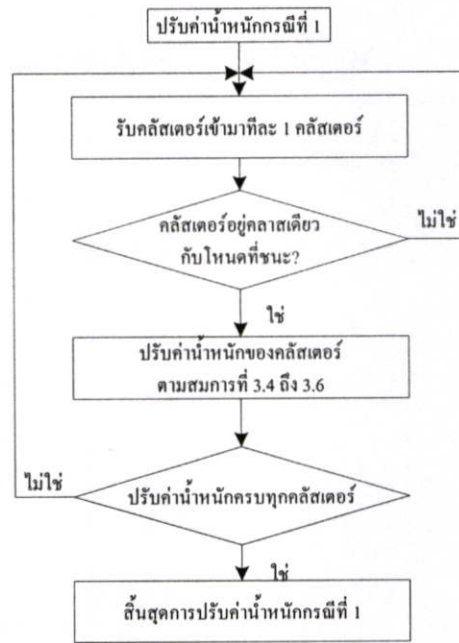 ปรับค่าน้ำหนักกรณีที่ 1
รับคลัสเตอร์เข้ามาทีละ 1 คลัสเตอร์
คลัสเตอร์อยู่คลาสเดียว
กับโหนดที่ชนะ?
ไม่ใช่
ใช่
ปรับค่าน้ำหนักของคลัสเตอร์
ตามสมการที่ 3.4 ถึง 3.6
ไม่ใช่
ปรับค่าน้ำหนักครบทุกคลัสเตอร์
ใช่
สิ้นสุดการปรับค่าน้ำหนักกรณีที่ 1